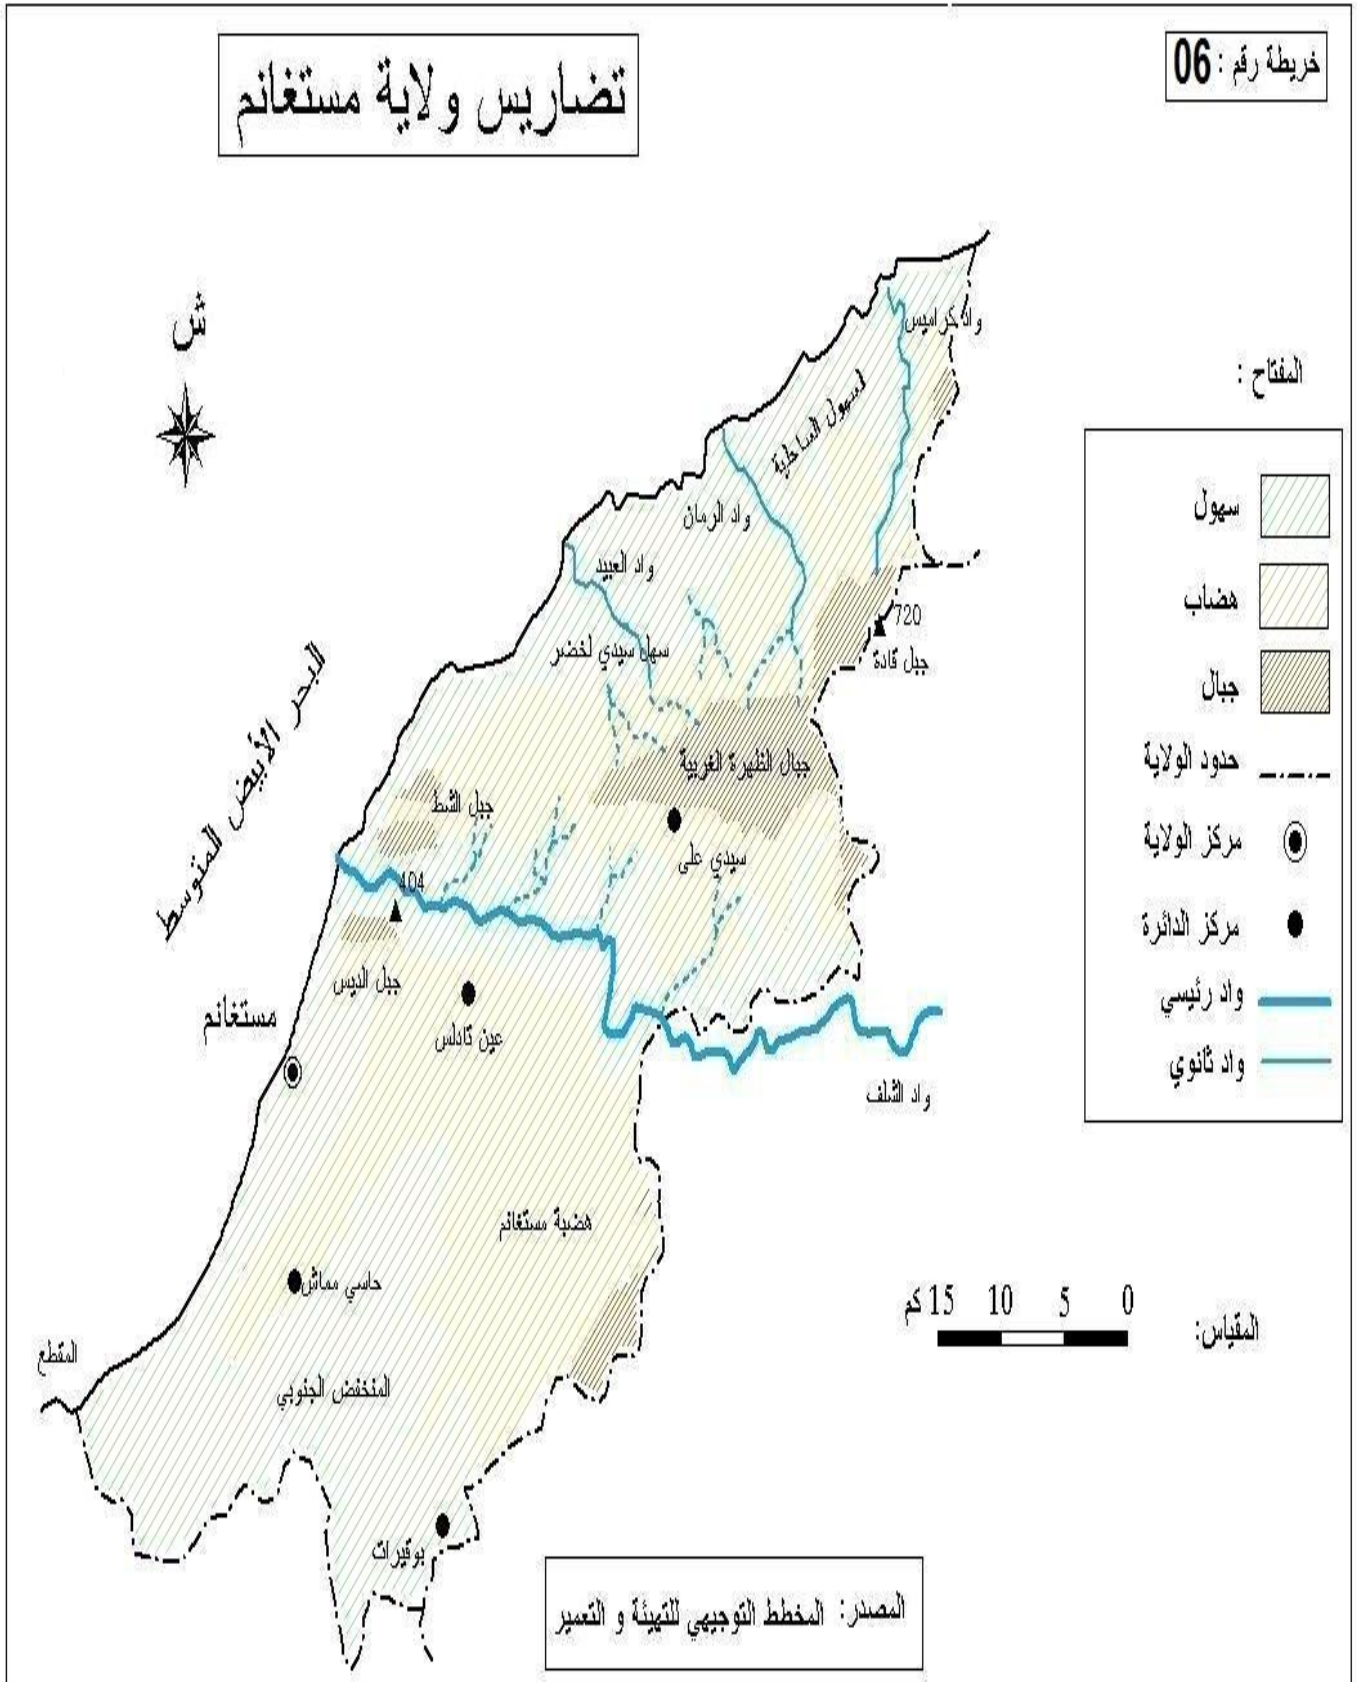 خريطة رقم : 06
تضاريس ولاية مستغانم
ش
المفتاح :
سهول
هضاب
جبال
حدود الولاية
مركز الولاية
مركز الدائرة
واد رئيسي
واد ثانوي
واد كراميس
لسهول الساحلية
واد الرمان
واد العبيد
سهل سيدي لخضر
720
جبل قادة
جبال الظهرة الغربية
جبل الشط
سيدي على
404
جبل الديس
البحر الأبيض المتوسط
مستغانم
عين تادلس
واد الشلف
هضبة مستغانم
حاسي مماش
المقطع
المنخفض الجنوبي
بوقيرات
المقياس:
0 5 10 15 كم
المصدر: المخطط التوجيهي للتهيئة و التعمير